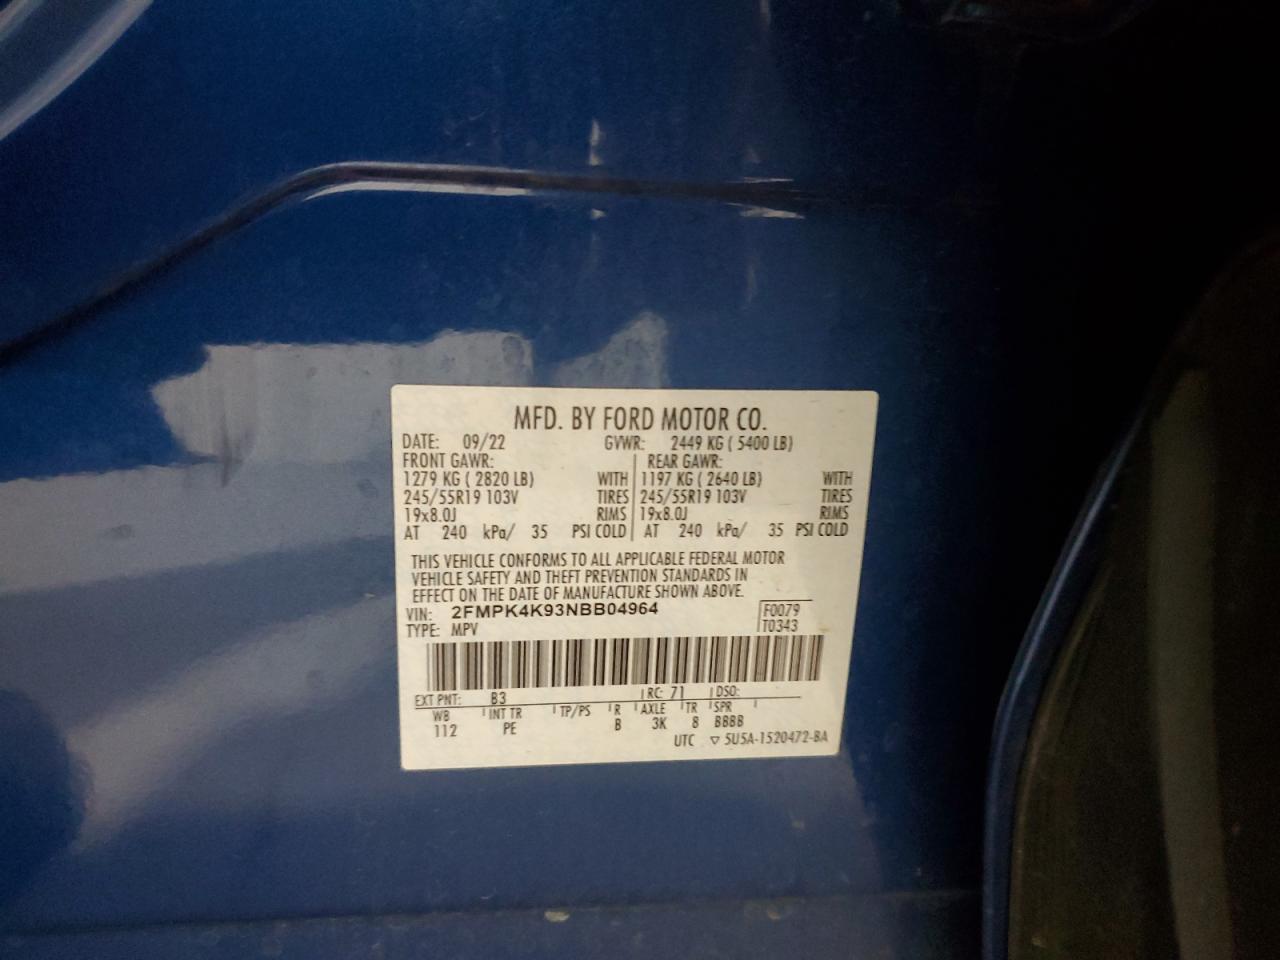 MFD. BY FORD MOTOR CO.
DATE: 09/22 GVWR: 2449 KG ( 5400 LB)
FRONT GAWR: REAR GAWR:
1279 KG ( 2820 LB) WITH 1197 KG ( 2640 LB) WITH
245/55R19 103V TIRES 245/55R19 103V TIRES
19x8.0J RIMS 19x8.0J RIMS
AT 240 kPa/ 35 PSI COLD AT 240 kPa/ 35 PSI COLD
THIS VEHICLE CONFORMS TO ALL APPLICABLE FEDERAL MOTOR
VEHICLE SAFETY AND THEFT PREVENTION STANDARDS IN
EFFECT ON THE DATE OF MANUFACTURE SHOWN ABOVE.
VIN: 2FMPK4K93NBB04964 F0079
TYPE: MPV T0343
EXT PNT: B3 RC: 71 DSO:
WB INT TR TP/PS R AXLE TR SPR
112 PE B 3K 8 BBBB
UTC ▽ 5U5A-1520472-BA